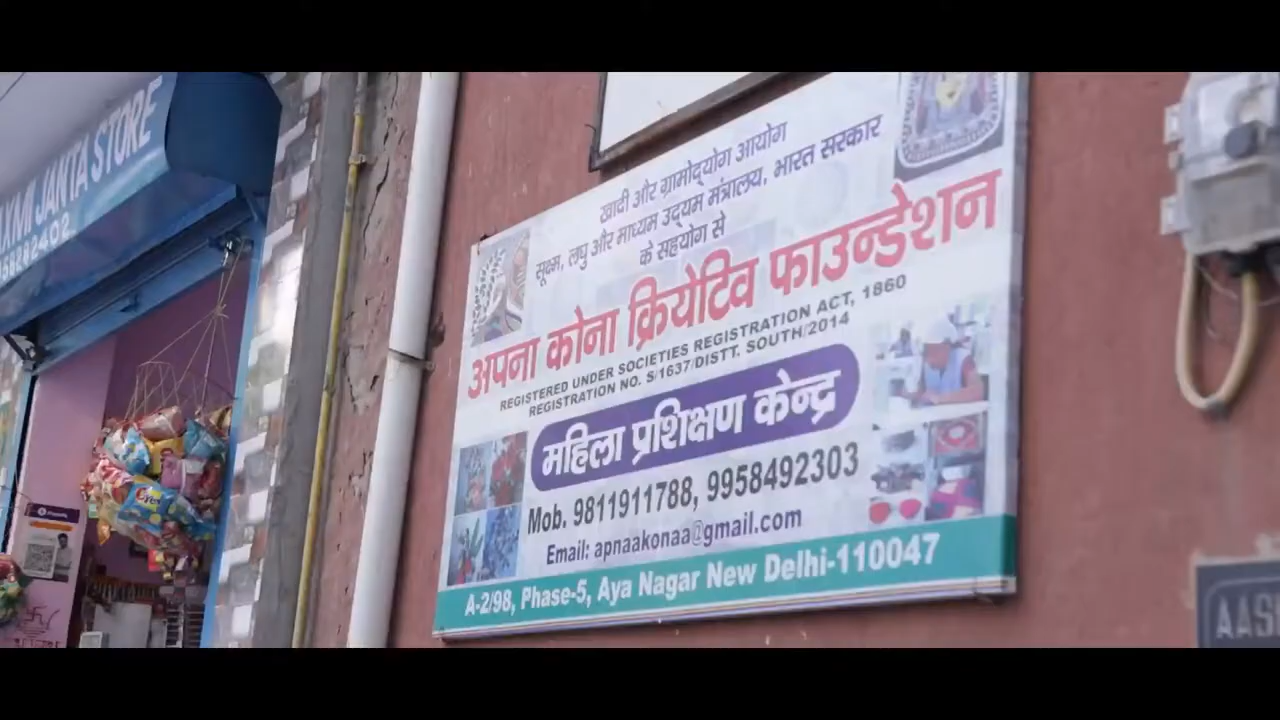 AXMI JANTA STORE
खादी और ग्रामोद्योग आयोग
सूक्ष्म, लघु और माध्यम उद्यम मंत्रालय, भारत सरकार
के सहयोग से
अपना कोना क्रियेटिव फाउन्डेशन
REGISTERED UNDER SOCIETIES REGISTRATION ACT, 1860
REGISTRATION NO. S/1637/DISTT. SOUTH/2014
महिला प्रशिक्षण केन्द्र
Mob. 9811911788, 9958492303
Email: apnaakonaa@gmail.com
A-2/98, Phase-5, Aya Nagar New Delhi-110047